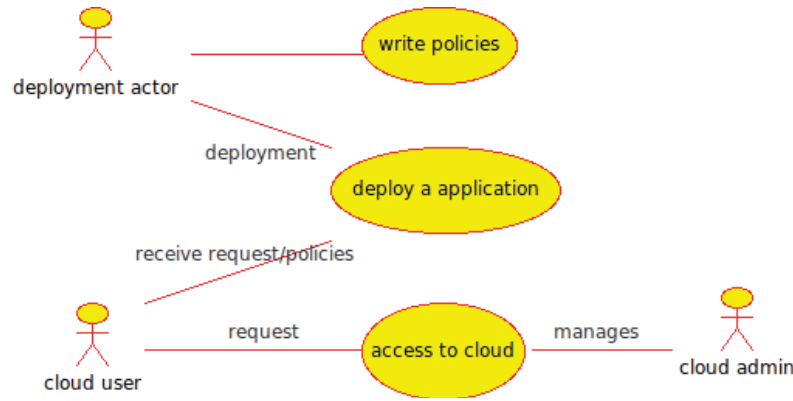 write policies
deployment actor
deployment
deploy a application
receive request/policies
request
access to cloud
manages
cloud user
cloud admin